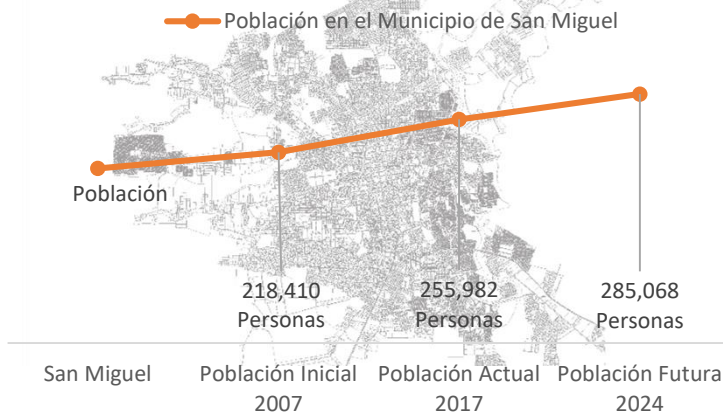 Población en el Municipio de San Miguel
Población
218,410
Personas
255,982
Personas
285,068
Personas
San Miguel
Población Inicial
2007
Población Actual
2017
Población Futura
2024